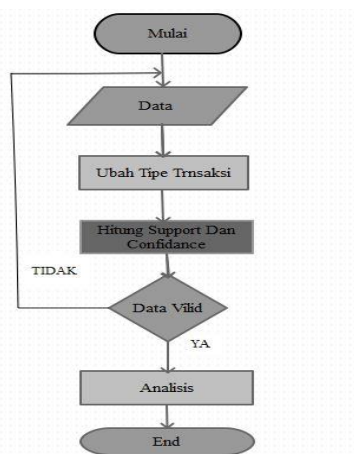 Mulai
Data
Ubah Tipe Trnsaksi
Hitung Support Dan
Confidance
TIDAK
Data Vilid
YA
Analisis
End